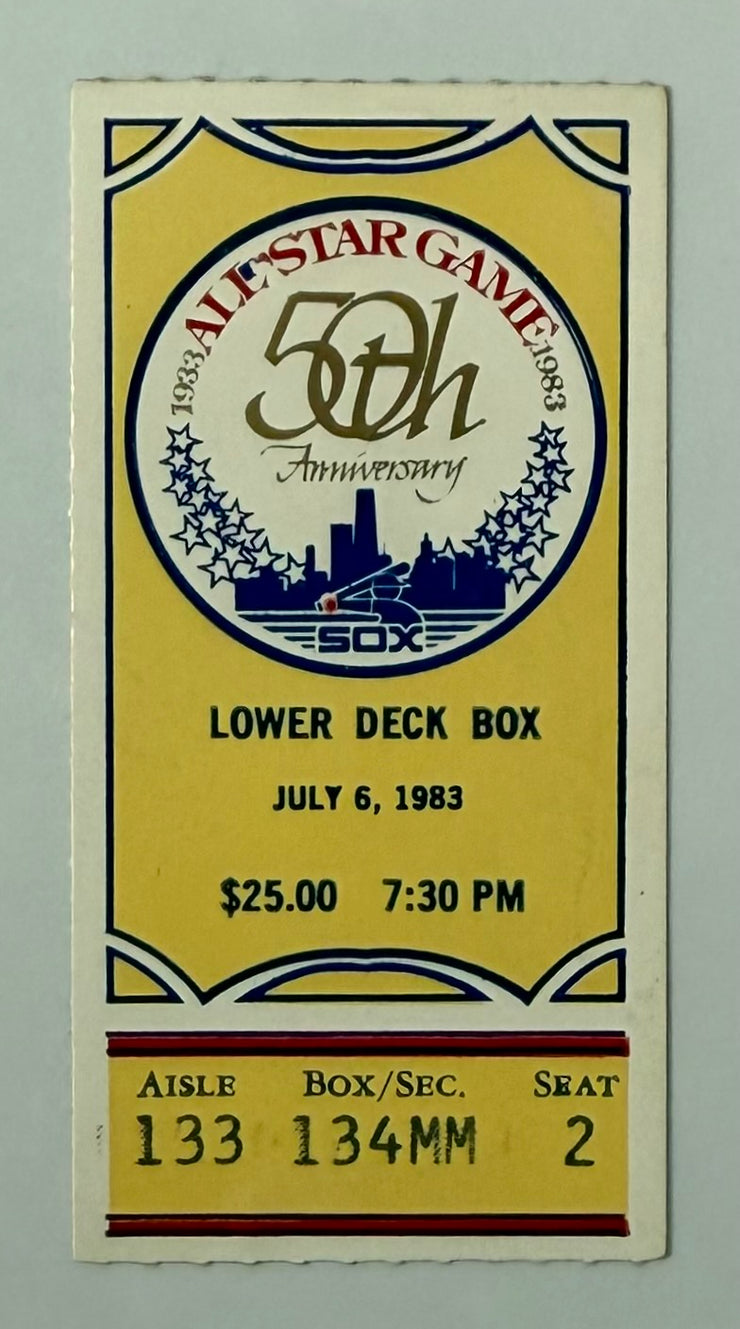 ALL STAR GAME
1933 1983
50th
Anniversary
SOX
LOWER DECK BOX
JULY 6, 1983
$25.00 7:30 PM
AISLE BOX/SEC. SEAT
133 134MM 2